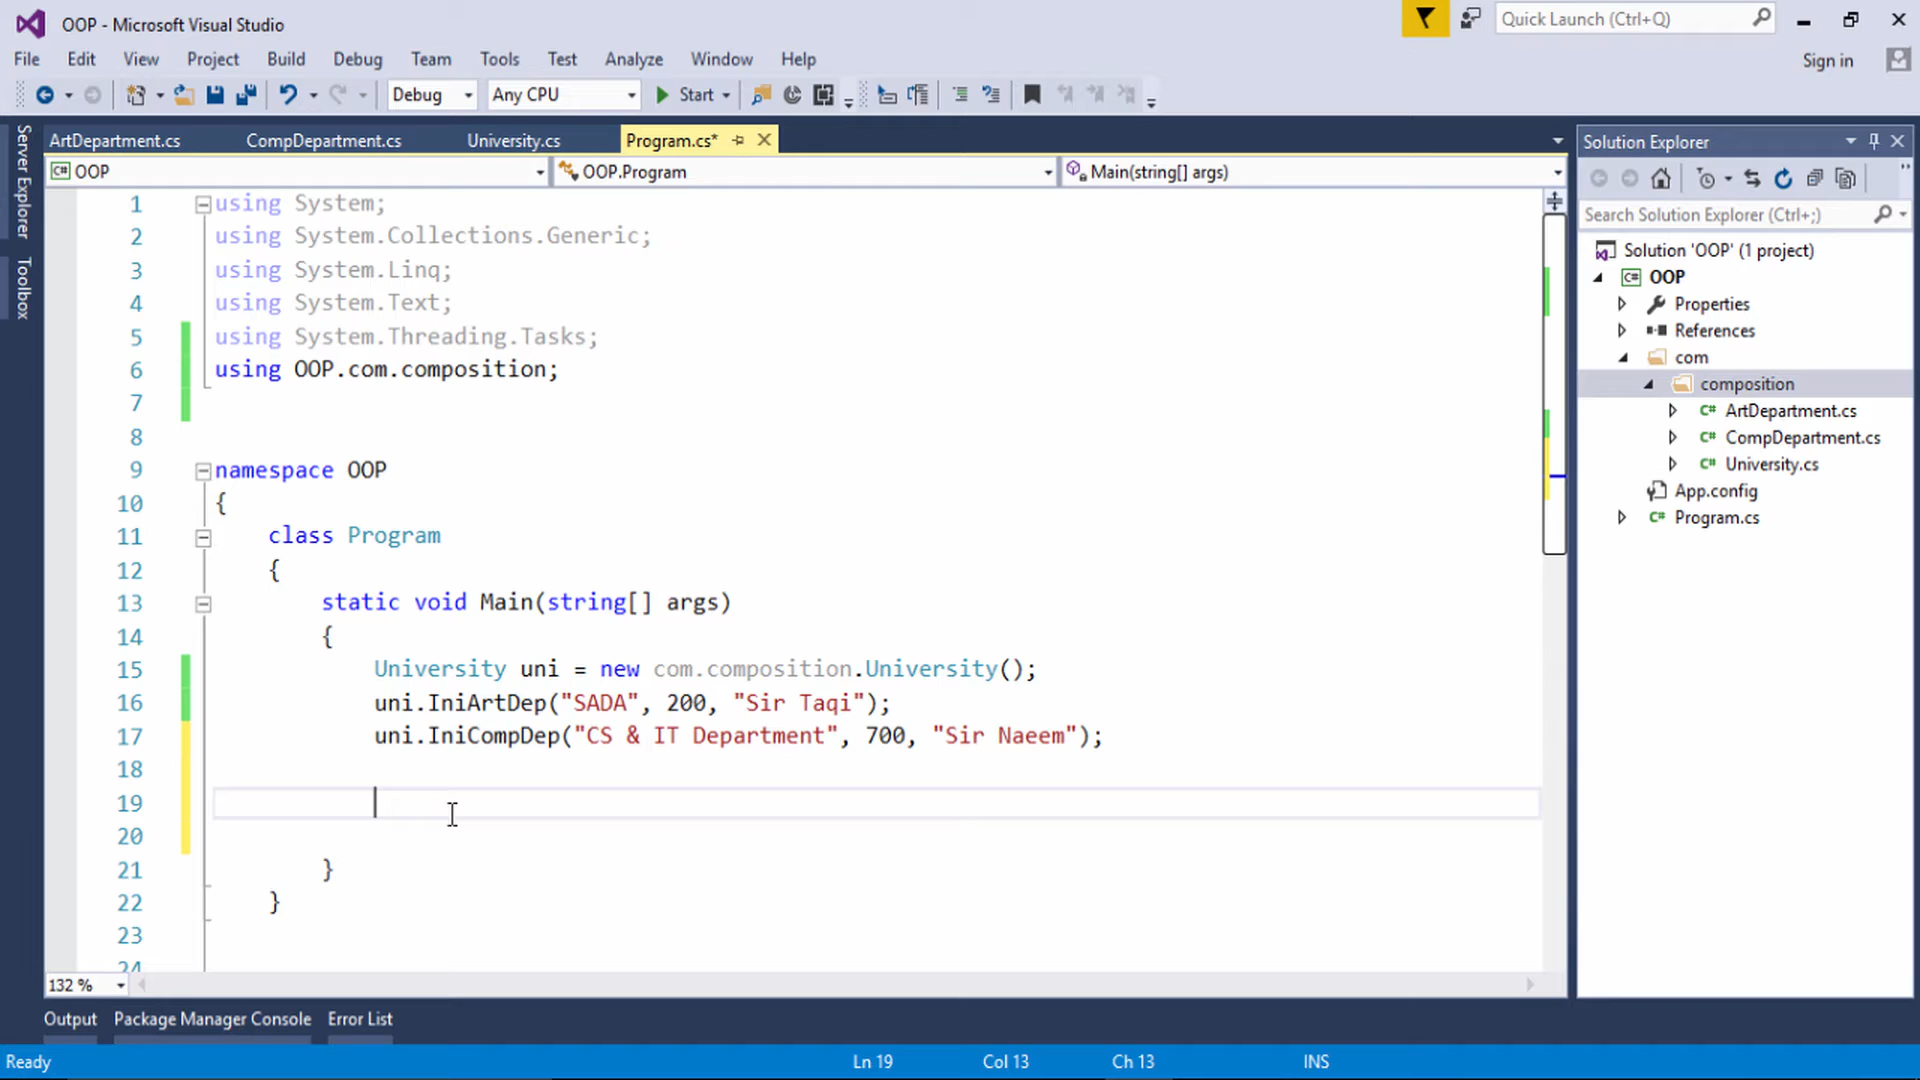 OOP - Microsoft Visual Studio
Quick Launch (Ctrl+Q)
File Edit View Project Build Debug Team Tools Test Analyze Window Help
Sign in
Debug Any CPU Start
Server Explorer
Toolbox
ArtDepartment.cs CompDepartment.cs University.cs Program.cs*
OOP OOP.Program Main(string[] args)
1 using System;
2 using System.Collections.Generic;
3 using System.Linq;
4 using System.Text;
5 using System.Threading.Tasks;
6 using OOP.com.composition;
7
8
9 namespace OOP
10 {
11 class Program
12 {
13 static void Main(string[] args)
14 {
15 University uni = new com.composition.University();
16 uni.IniArtDep("SADA", 200, "Sir Taqi");
17 uni.IniCompDep("CS & IT Department", 700, "Sir Naeem");
18
19
20
21 }
22 }
23
24
132 %
Solution Explorer
Search Solution Explorer (Ctrl+;)
Solution 'OOP' (1 project)
C# OOP
Properties
References
com
composition
C# ArtDepartment.cs
C# CompDepartment.cs
C# University.cs
App.config
C# Program.cs
Output Package Manager Console Error List
Ready Ln 19 Col 13 Ch 13 INS